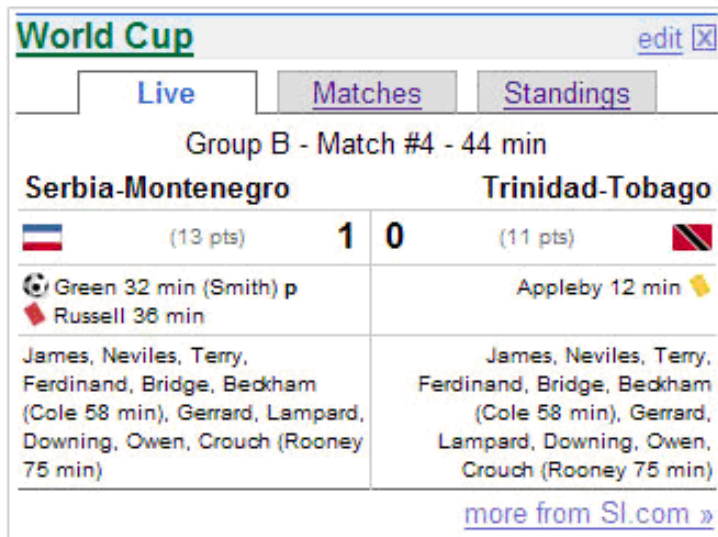 World Cup edit X
Live Matches Standings
Group B - Match #4 - 44 min
Serbia-Montenegro Trinidad-Tobago
(13 pts) 1 0 (11 pts)
Green 32 min (Smith) p
Russell 36 min
Appleby 12 min
James, Neviles, Terry,
Ferdinand, Bridge, Beckham
(Cole 58 min), Gerrard, Lampard,
Downing, Owen, Crouch (Rooney
75 min)
James, Neviles, Terry,
Ferdinand, Bridge, Beckham
(Cole 58 min), Gerrard,
Lampard, Downing, Owen,
Crouch (Rooney 75 min)
more from SI.com »